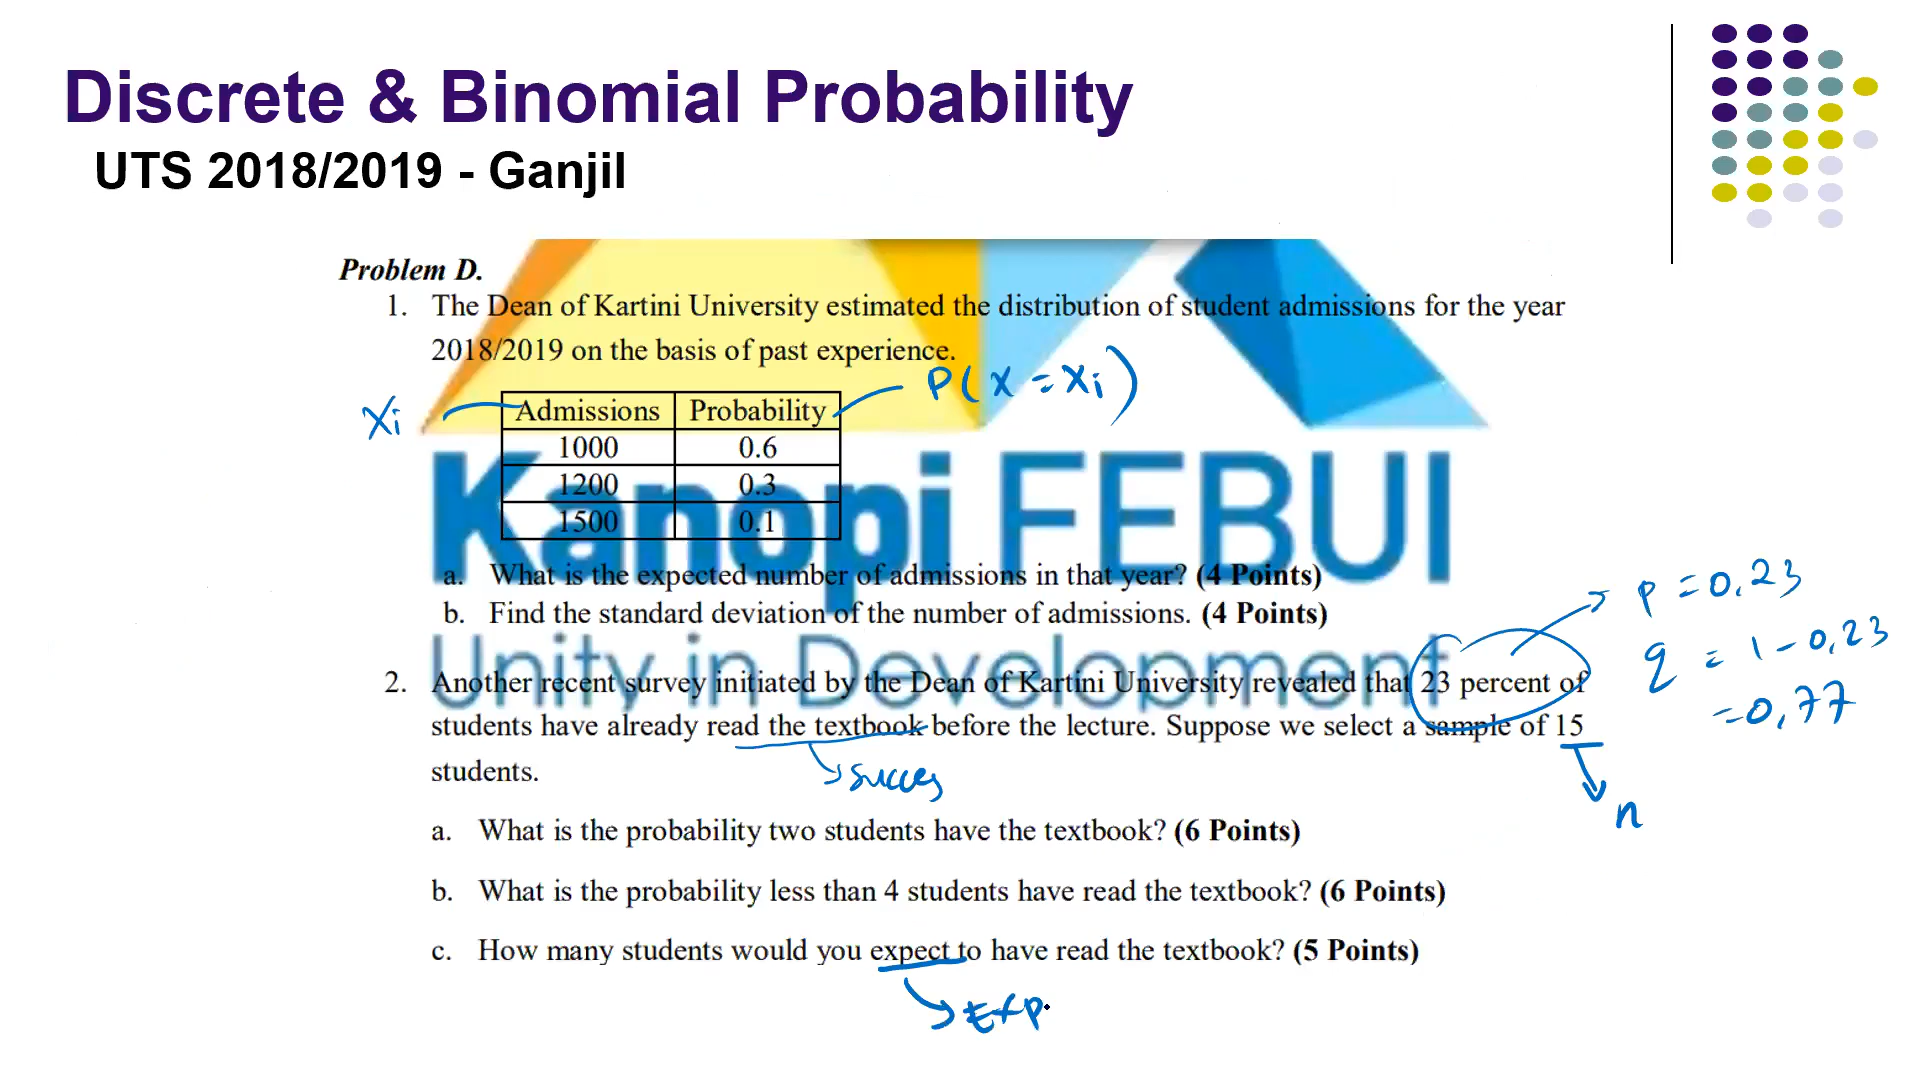 Discrete & Binomial Probability
UTS 2018/2019 - Ganjil
Problem D.
1. The Dean of Kartini University estimated the distribution of student admissions for the year
2018/2019 on the basis of past experience.
P(X = Xi)
Xi
Admissions Probability
1000 0.6
1200 0.3
1500 0.1
Kanopi FEBUI
Unity in Development
a. What is the expected number of admissions in that year? (4 Points)
b. Find the standard deviation of the number of admissions. (4 Points)
p = 0,23
q = 1 - 0,23
= 0,77
2. Another recent survey initiated by the Dean of Kartini University revealed that 23 percent of
students have already read the textbook before the lecture. Suppose we select a sample of 15
students.
succes
n
a. What is the probability two students have the textbook? (6 Points)
b. What is the probability less than 4 students have read the textbook? (6 Points)
c. How many students would you expect to have read the textbook? (5 Points)
Exp